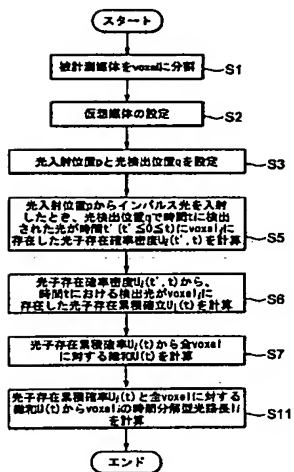 スタート
被計測媒体をvoxelに分割
S1
仮想媒体の設定
S2
光入射位置pと光検出位置qを設定
S3
光入射位置pからインパルス光を入射
したとき、光検出位置qで時間tに検出
された光が時間t'(t'≦0≦t)にvoxeliに
存在した光子存在確率密度Ui(t',t)を計算
S5
光子存在確率密度Ui(t',t)から、
時間tにおける検出光がvoxeliに
存在した光子存在累積確立Ui(t)を計算
S6
光子存在累積確率Ui(t)から全voxel
に対する総和U(t)を計算
S7
光子存在累積確率Ui(t)と全voxelに対する
総和U(t)からvoxeliの時間分解型光路長li
を計算
S11
エンド